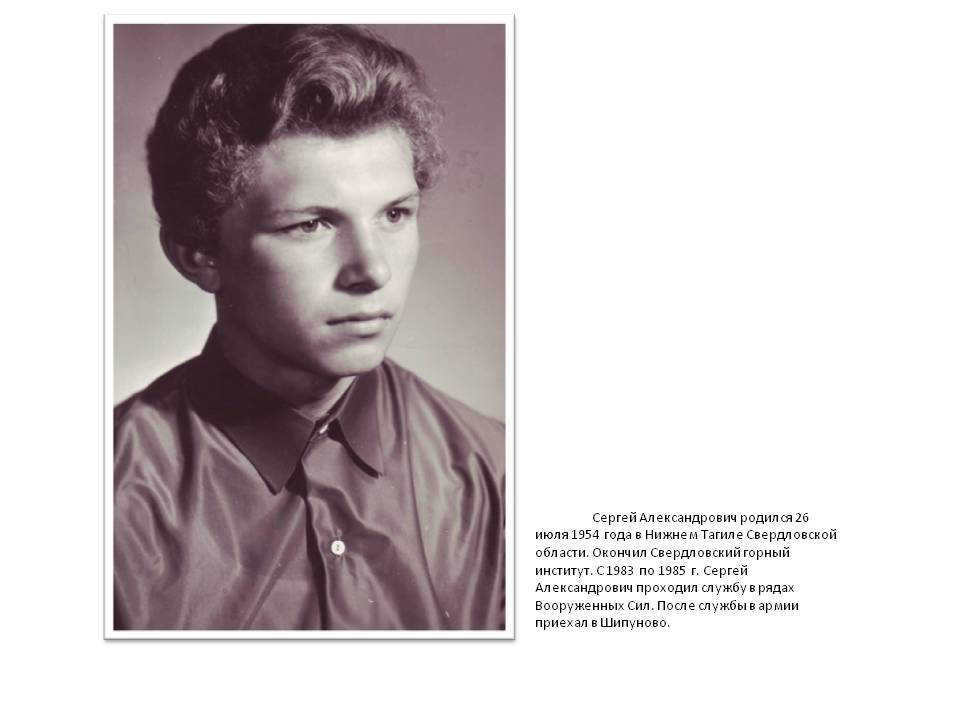 Сергей Александрович родился 26
июля 1954 года в Нижнем Тагиле Свердловской
области. Окончил Свердловский горный
институт. С 1983 по 1985 г. Сергей
Александрович проходил службу в рядах
Вооруженных Сил. После службы в армии
приехал в Шипуново.